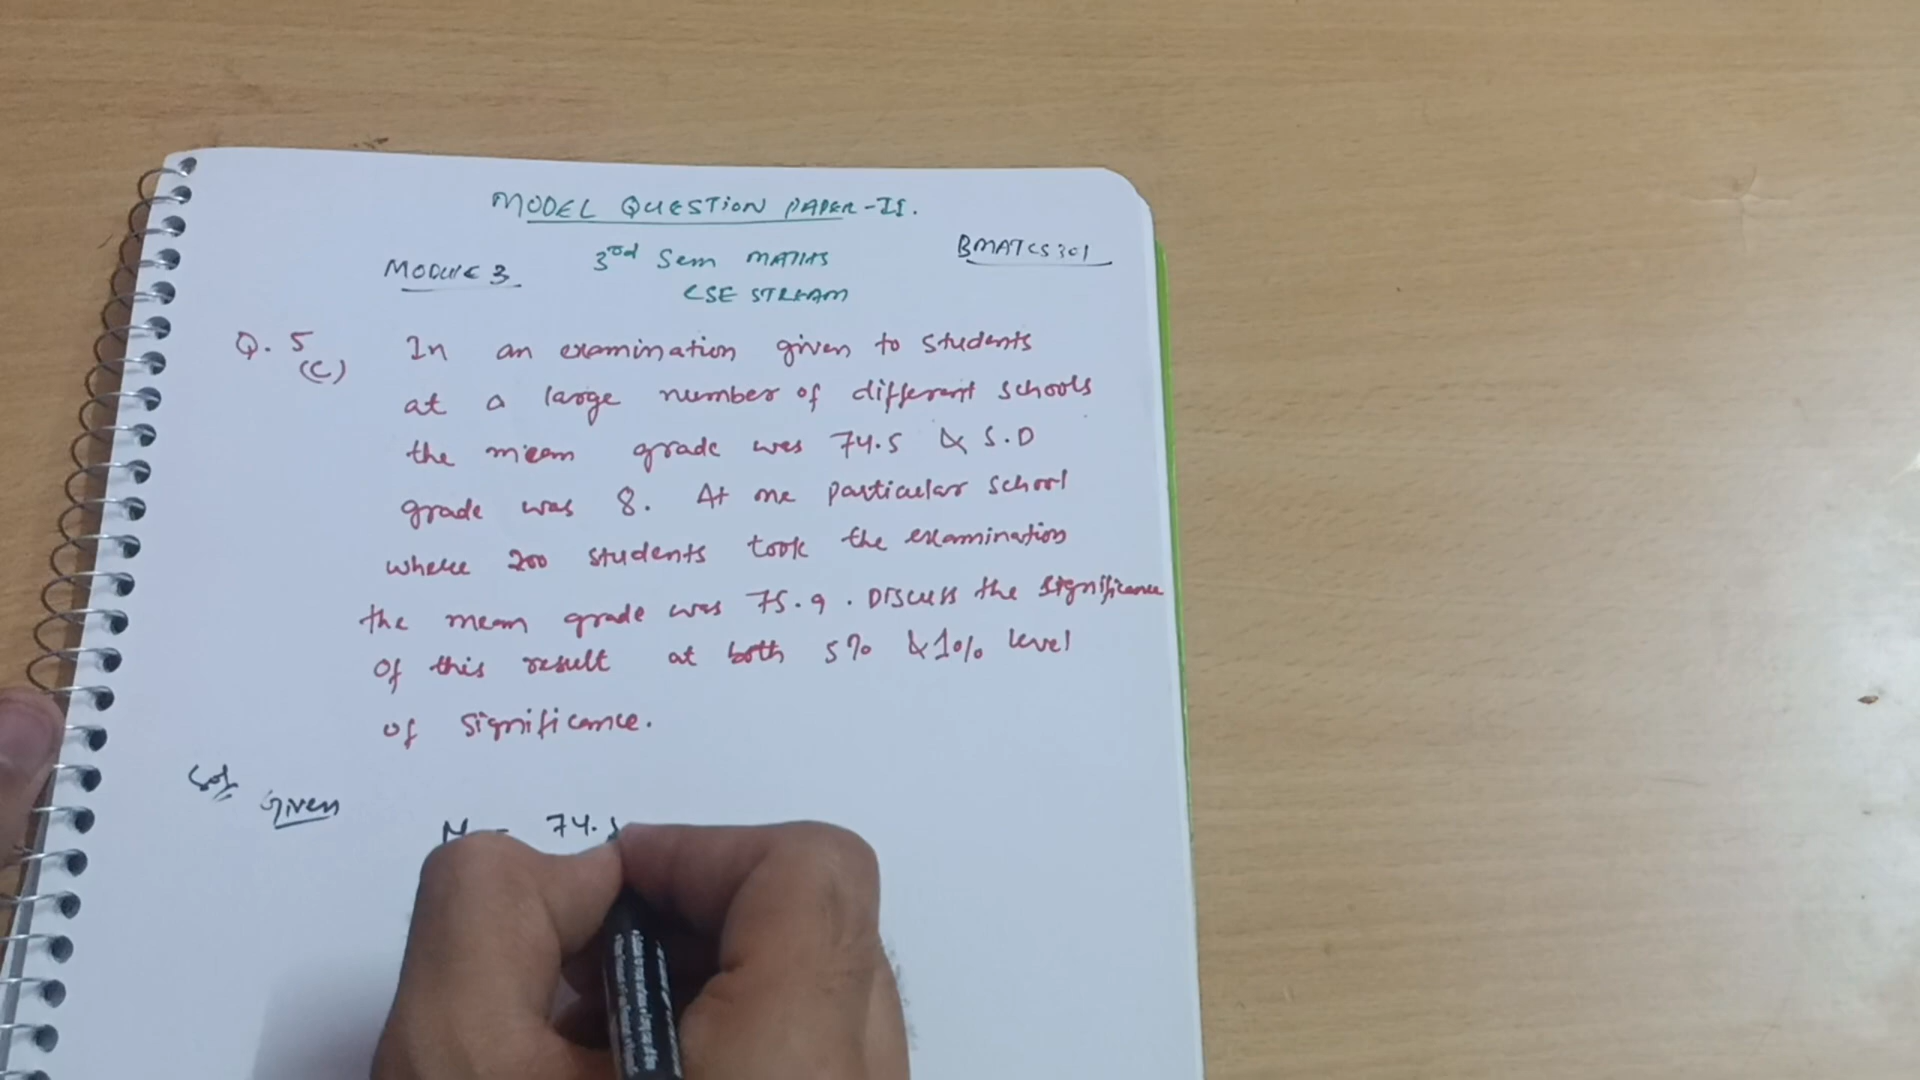 MODEL QUESTION PAPER-II.
3rd Sem MATHS
BMATCS301
MODULE 3
CSE STREAM
Q. 5 (c) In an examination given to students
at a large number of different schools
the mean grade was 74.5 & S.D
grade was 8. At one particular school
where 200 students took the examination
the mean grade was 75.9. Discuss the significance
of this result at both 5% & 1% level
of significance.
Sol
Given
74.5